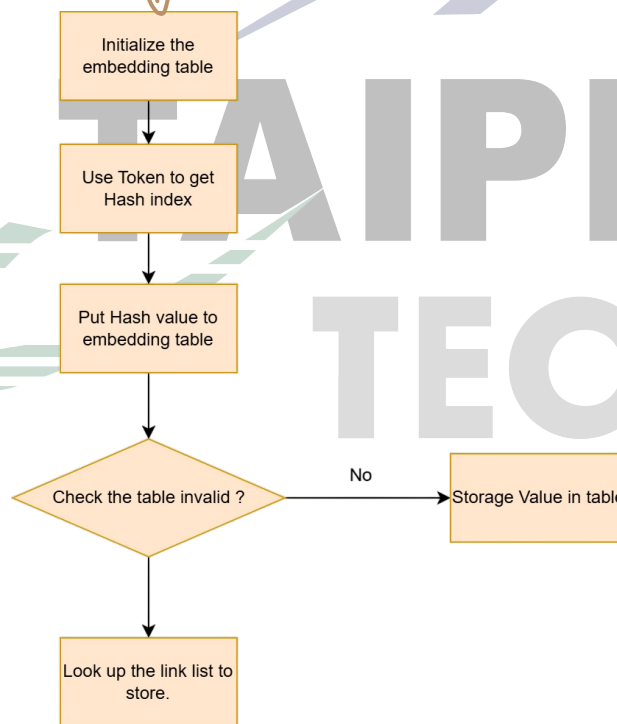 Initialize the
embedding table
TAIP
Use Token to get
Hash index
Put Hash value to
embedding table
TEC
Check the table invalid ?
No
Storage Value in table
Look up the link list to
store.